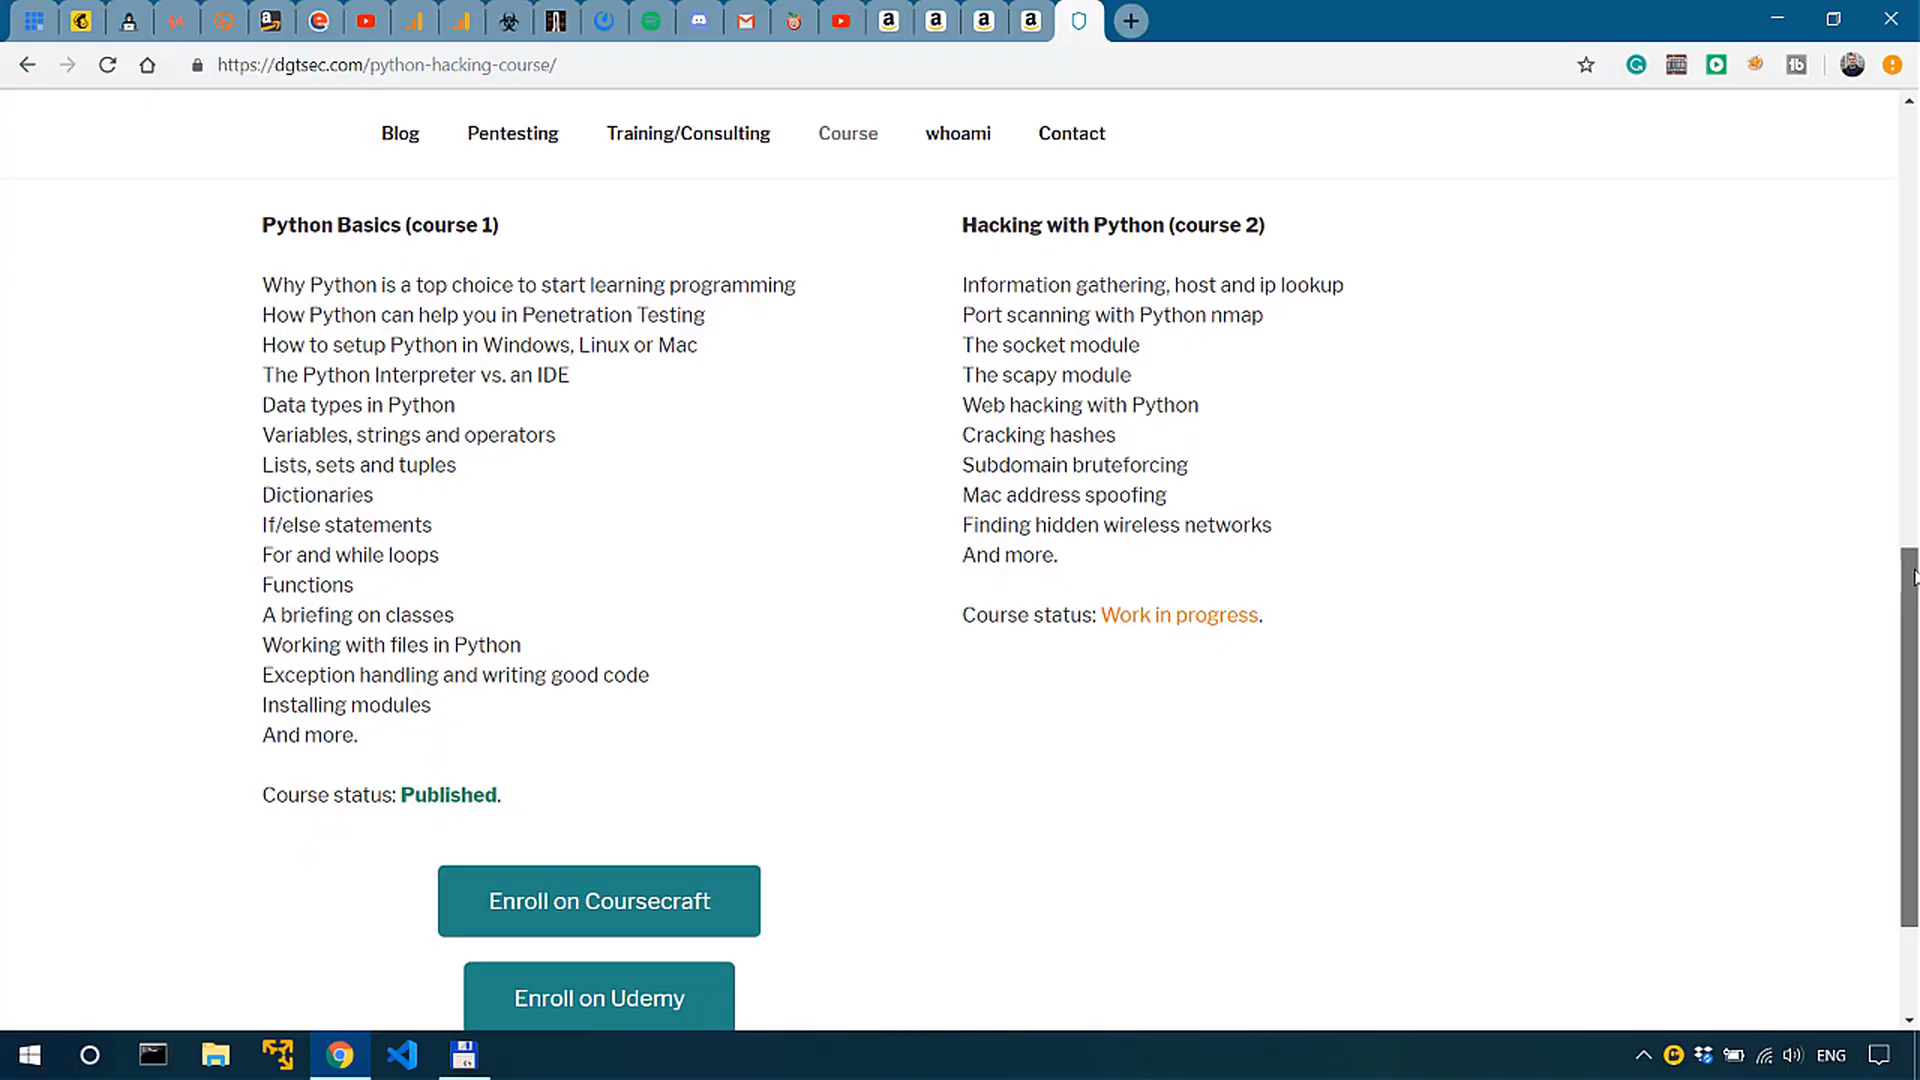 https://dgtsec.com/python-hacking-course/
Blog
Pentesting
Training/Consulting
Course
whoami
Contact
Python Basics (course 1)
Why Python is a top choice to start learning programming
How Python can help you in Penetration Testing
How to setup Python in Windows, Linux or Mac
The Python Interpreter vs. an IDE
Data types in Python
Variables, strings and operators
Lists, sets and tuples
Dictionaries
If/else statements
For and while loops
Functions
A briefing on classes
Working with files in Python
Exception handling and writing good code
Installing modules
And more.
Course status: Published.
Enroll on Coursecraft
Enroll on Udemy
Hacking with Python (course 2)
Information gathering, host and ip lookup
Port scanning with Python nmap
The socket module
The scapy module
Web hacking with Python
Cracking hashes
Subdomain bruteforcing
Mac address spoofing
Finding hidden wireless networks
And more.
Course status: Work in progress.
ENG